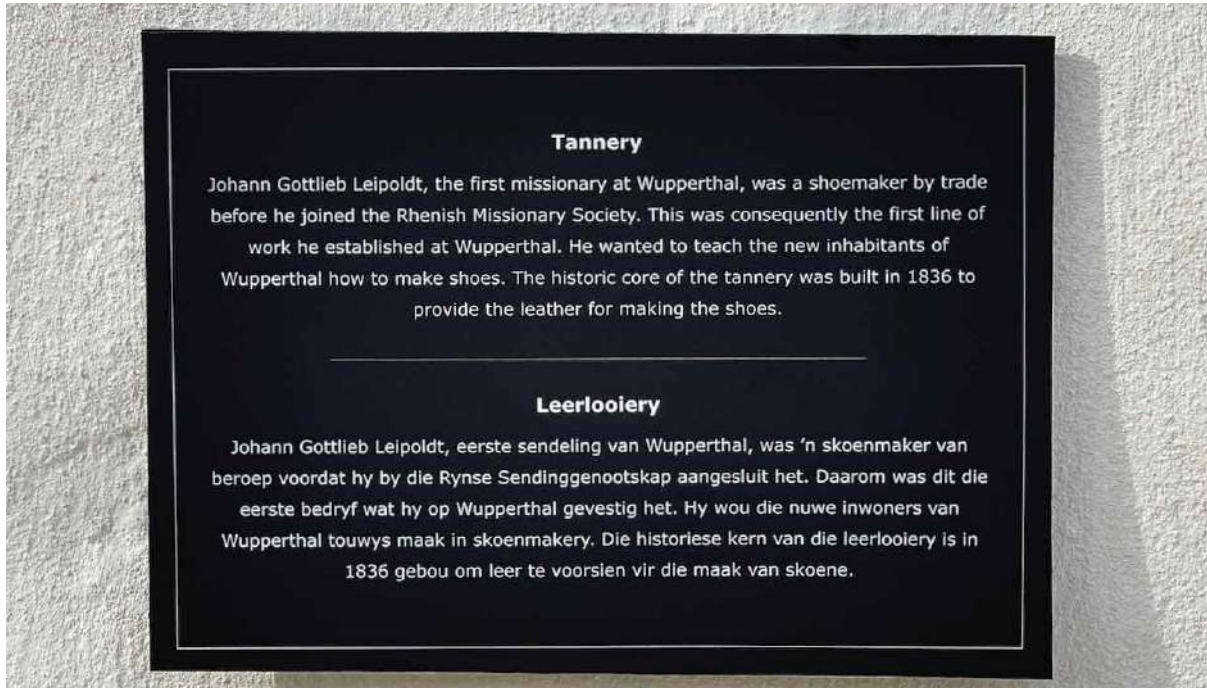 Tannery
Johann Gottlieb Leipoldt, the first missionary at Wupperthal, was a shoemaker by trade
before he joined the Rhenish Missionary Society. This was consequently the first line of
work he established at Wupperthal. He wanted to teach the new inhabitants of
Wupperthal how to make shoes. The historic core of the tannery was built in 1836 to
provide the leather for making the shoes.
Leerlooiery
Johann Gottlieb Leipoldt, eerste sendeling van Wupperthal, was ’n skoenmaker van
beroep voordat hy by die Rynse Sendinggenootskap aangesluit het. Daarom was dit die
eerste bedryf wat hy op Wupperthal gevestig het. Hy wou die nuwe inwoners van
Wupperthal touwys maak in skoenmakery. Die historiese kern van die leerlooiery is in
1836 gebou om leer te voorsien vir die maak van skoene.